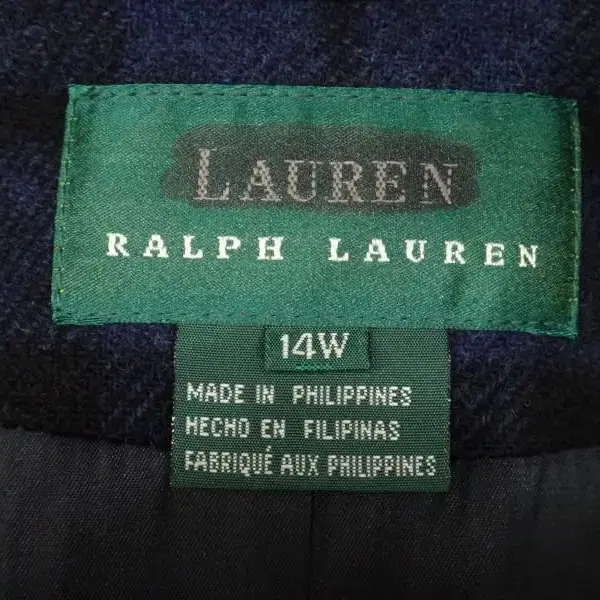 LAUREN
RALPH LAUREN
14W
MADE IN PHILIPPINES
HECHO EN FILIPINAS
FABRIQUÉ AUX PHILIPPINES